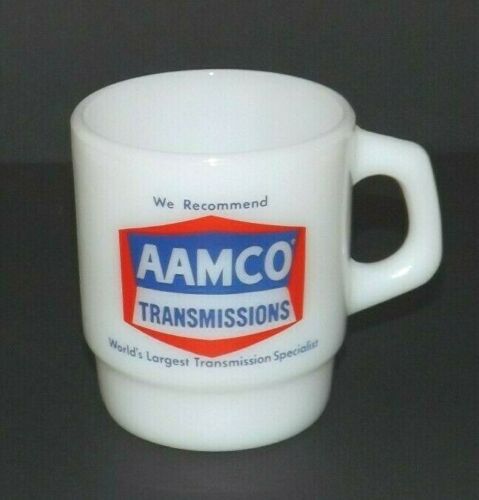 We Recommend
AAMCO®
TRANSMISSIONS
World's Largest Transmission Specialist